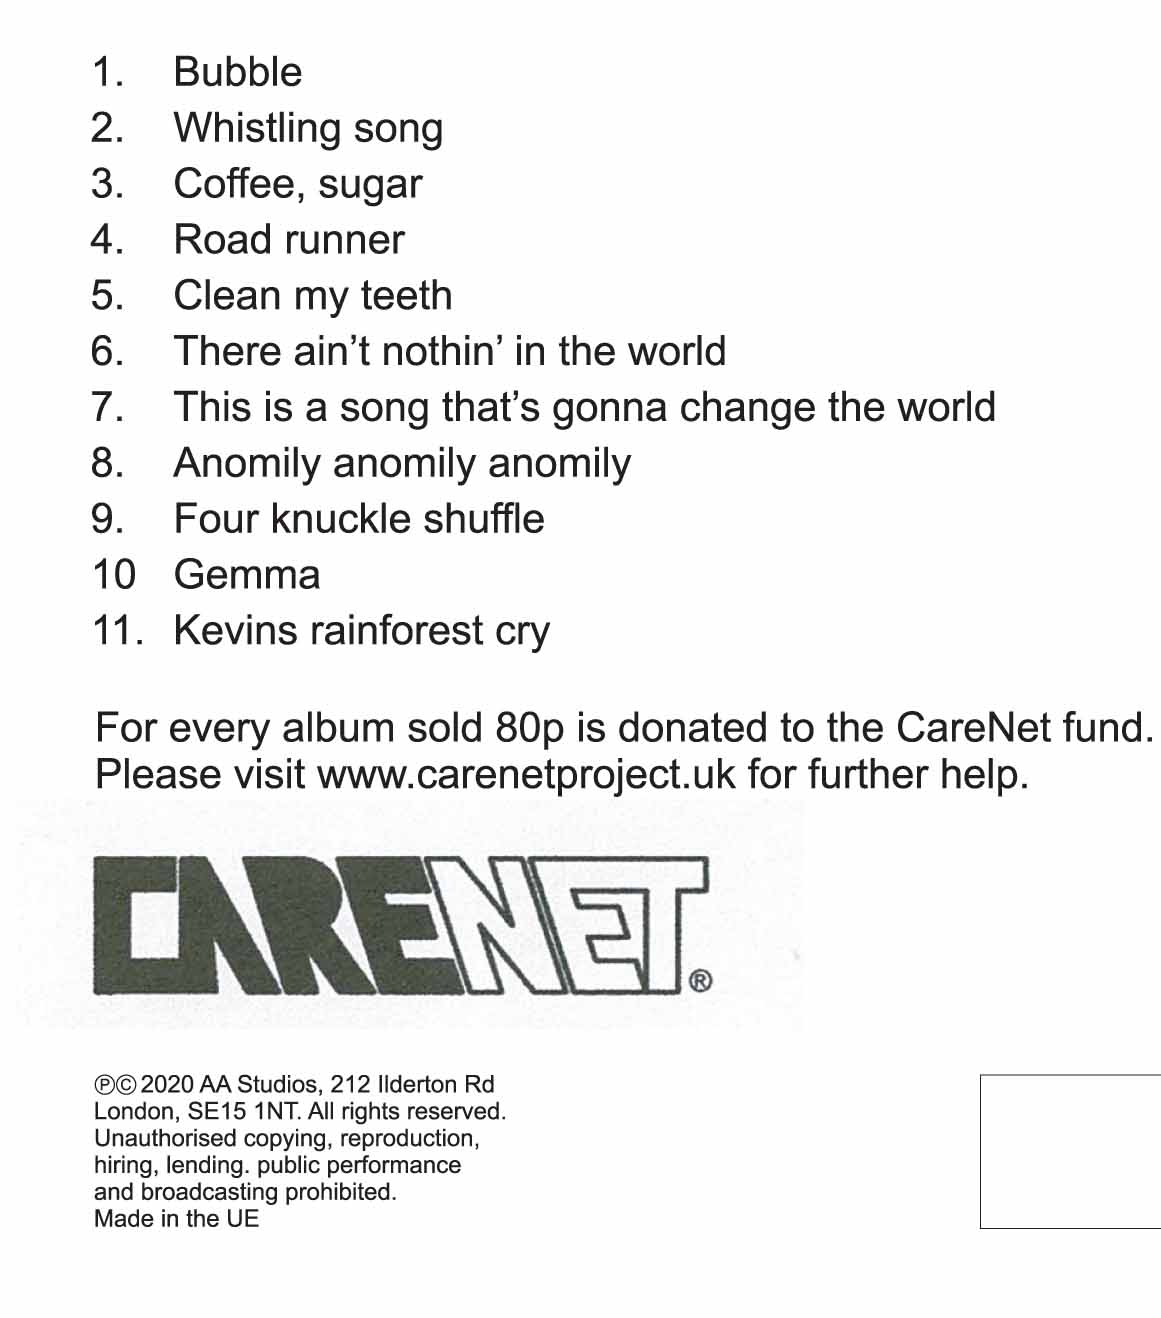 1. Bubble
2. Whistling song
3. Coffee, sugar
4. Road runner
5. Clean my teeth
6. There ain’t nothin’ in the world
7. This is a song that’s gonna change the world
8. Anomily anomily anomily
9. Four knuckle shuffle
10 Gemma
11. Kevins rainforest cry
For every album sold 80p is donated to the CareNet fund.
Please visit www.carenetproject.uk for further help.
CARENET®
℗© 2020 AA Studios, 212 Ilderton Rd
London, SE15 1NT. All rights reserved.
Unauthorised copying, reproduction,
hiring, lending. public performance
and broadcasting prohibited.
Made in the UE